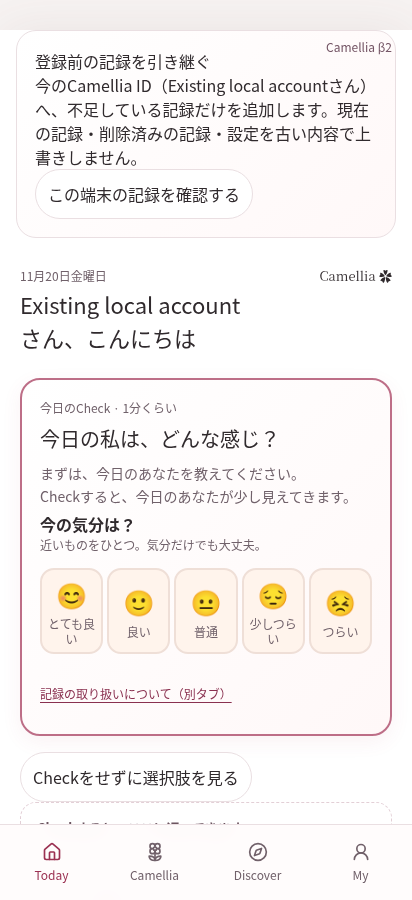 Camellia β2
登録前の記録を引き継ぐ
今のCamellia ID（Existing local accountさん）
へ、不足している記録だけを追加します。現在
の記録・削除済みの記録・設定を古い内容で上
書きしません。
この端末の記録を確認する
11月20日金曜日
Camellia
Existing local account
さん、こんにちは
今日のCheck · 1分くらい
今日の私は、どんな感じ？
まずは、今日のあなたを教えてください。
Checkすると、今日のあなたが少し見えてきます。
今の気分は？
近いものをひとつ。気分だけでも大丈夫。
とても良
い
良い
普通
少しつら
い
つらい
記録の取り扱いについて（別タブ）
Checkをせずに選択肢を見る
Today
Camellia
Discover
My